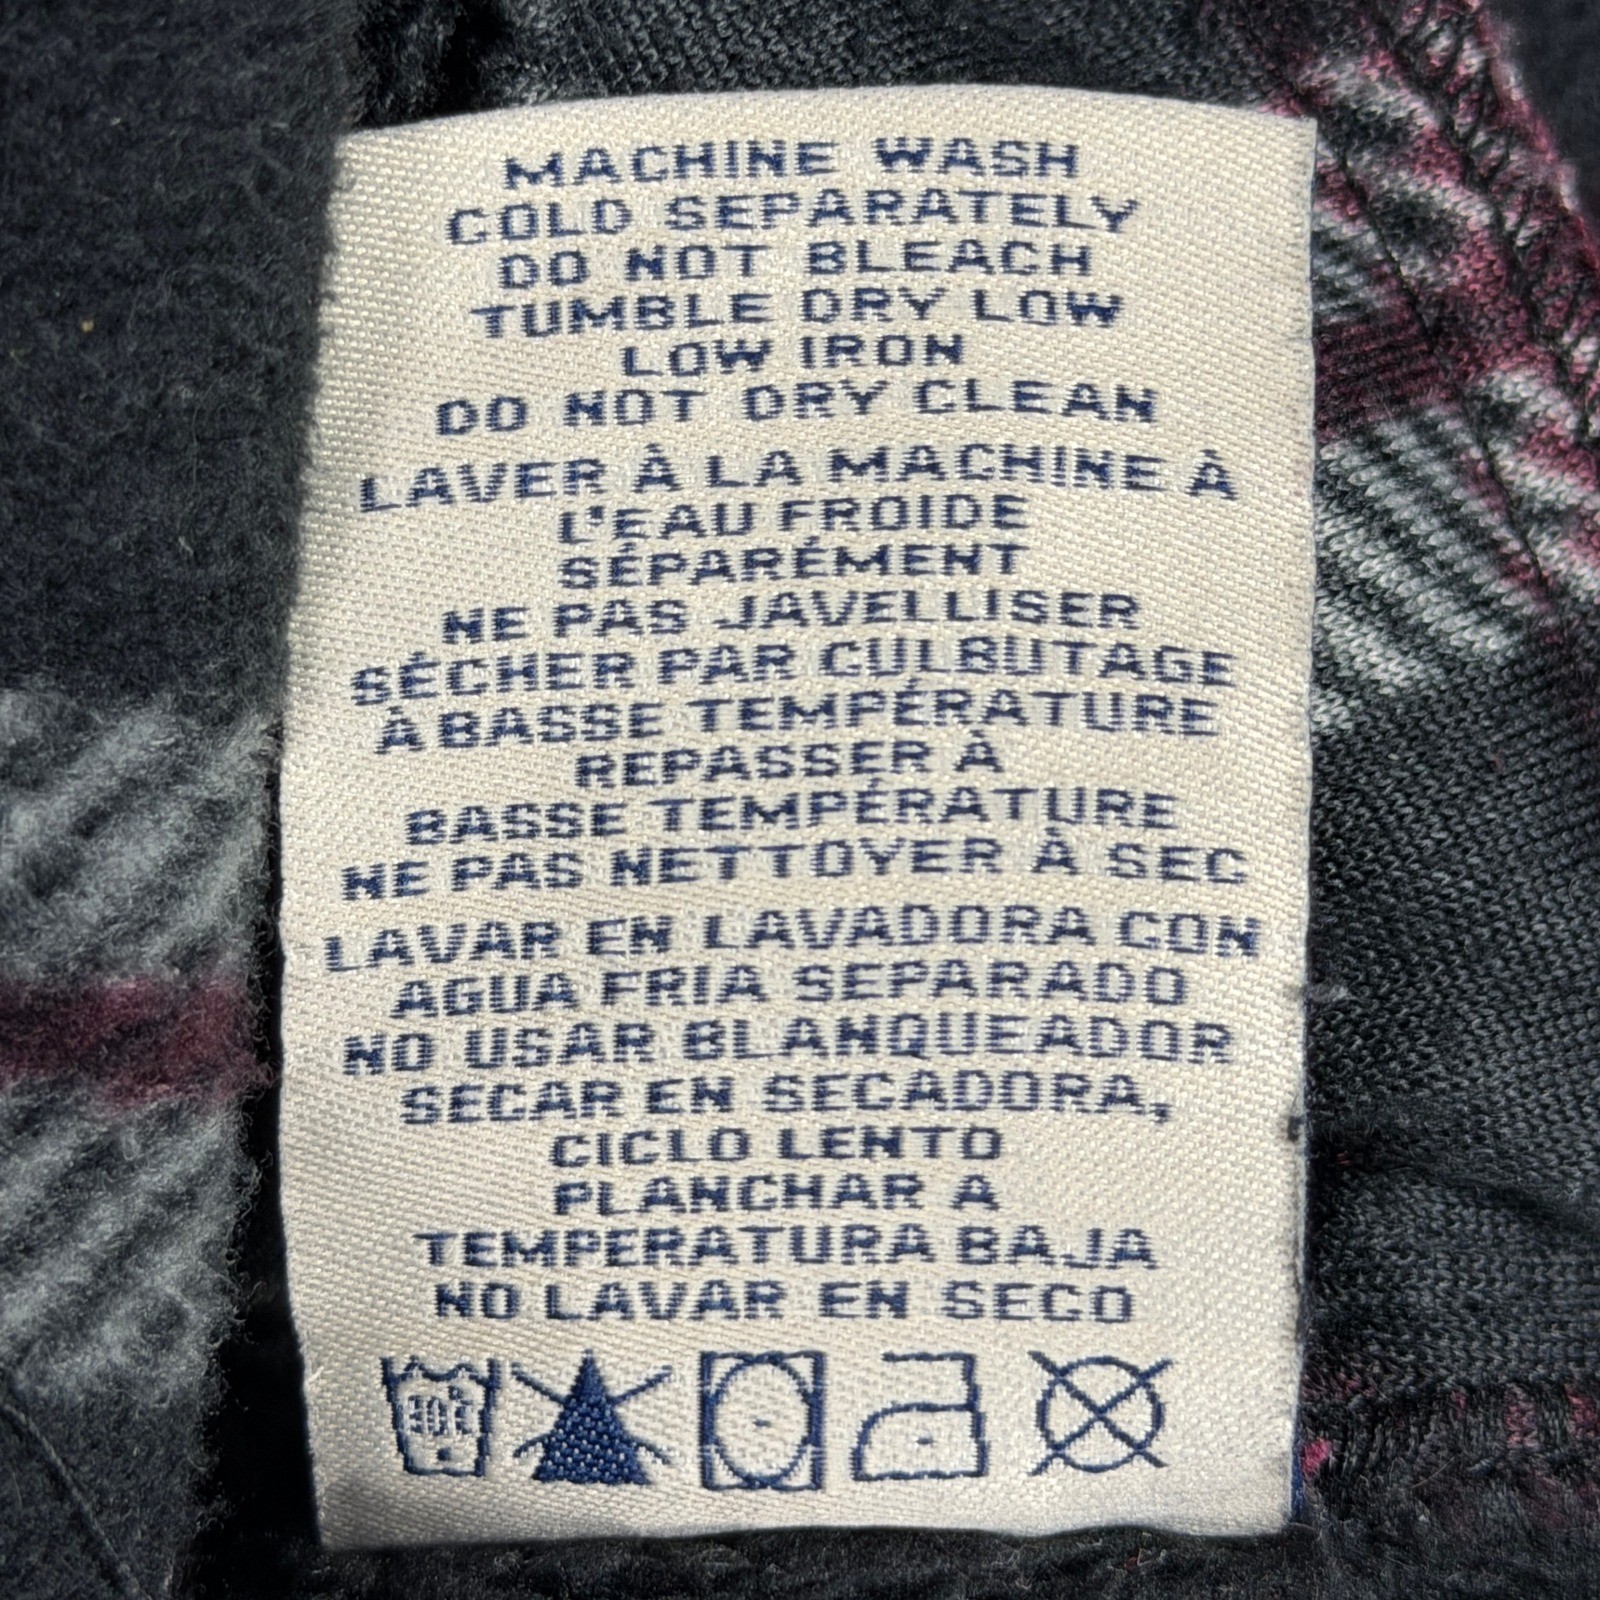 MACHINE WASH
COLD SEPARATELY
DO NOT BLEACH
TUMBLE DRY LOW
LOW IRON
DO NOT DRY CLEAN
LAVER À LA MACHINE À
L'EAU FROIDE
SÉPARÉMENT
NE PAS JAVELLISER
SÉCHER PAR CULBUTAGE
À BASSE TEMPÉRATURE
REPASSER À
BASSE TEMPÉRATURE
NE PAS NETTOYER À SEC
LAVAR EN LAVADORA CON
AGUA FRIA SEPARADO
NO USAR BLANQUEADOR
SECAR EN SECADORA,
CICLO LENTO
PLANCHAR A
TEMPERATURA BAJA
NO LAVAR EN SECO
30°C